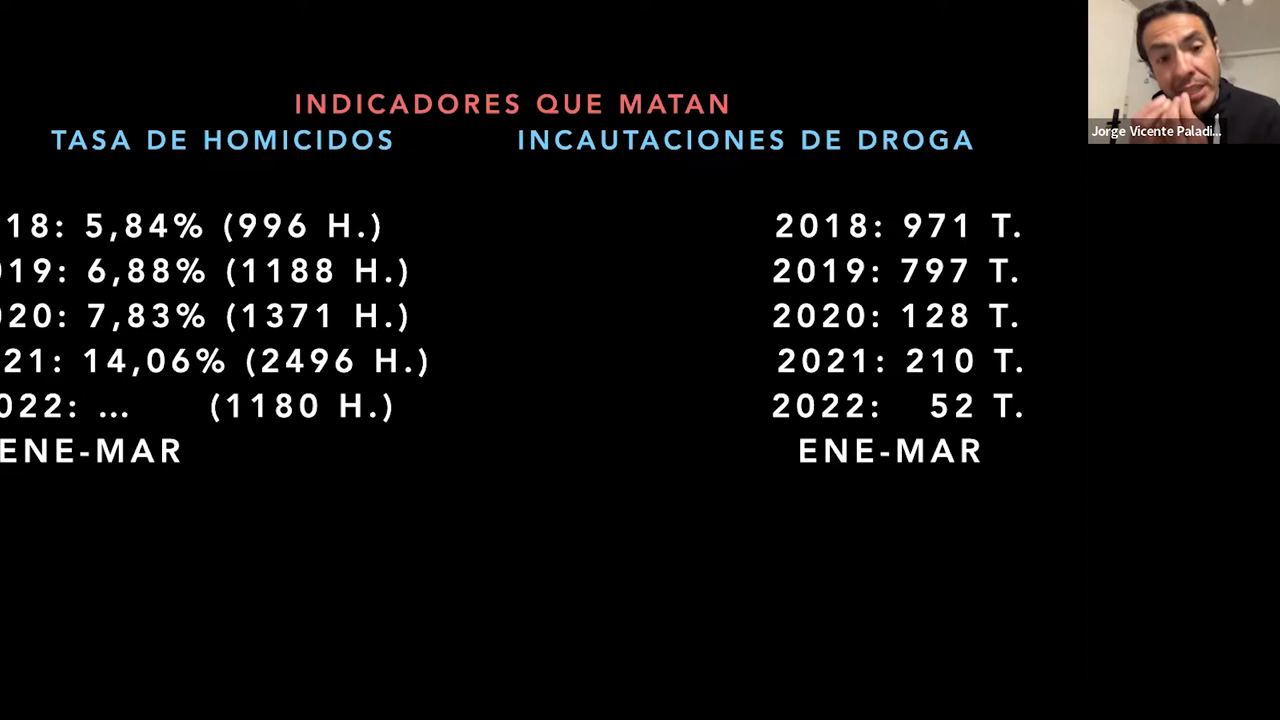 INDICADORES QUE MATAN
TASA DE HOMICIDOS
INCAUTACIONES DE DROGA
18: 5,84% (996 H.)
019: 6,88% (1188 H.)
020: 7,83% (1371 H.)
21: 14,06% (2496 H.)
022: ... (1180 H.)
ENE-MAR
2018: 971 T.
2019: 797 T.
2020: 128 T.
2021: 210 T.
2022: 52 T.
ENE-MAR
Jorge Vicente Paladi...